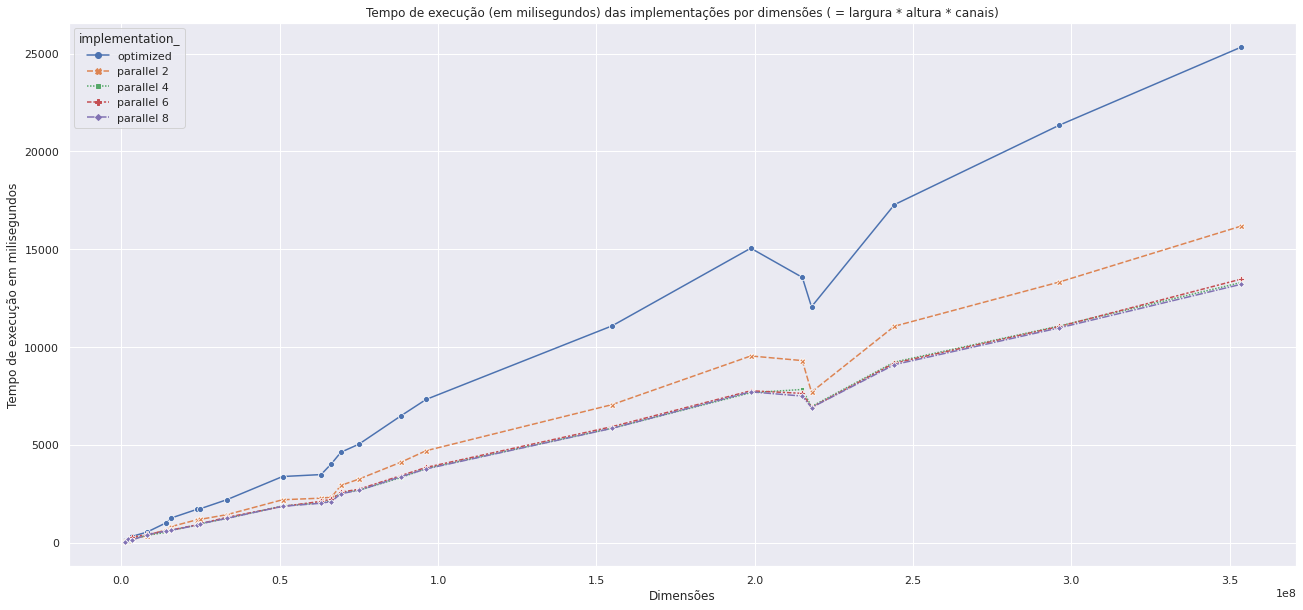 Tempo de execução (em milisegundos) das implementações por dimensões ( = largura * altura * canais)
implementation_
optimized
parallel 2
parallel 4
parallel 6
parallel 8
Tempo de execução em milisegundos
25000
20000
15000
10000
5000
0
0.0 0.5 1.0 1.5 2.0 2.5 3.0 3.5
1e8
Dimensões